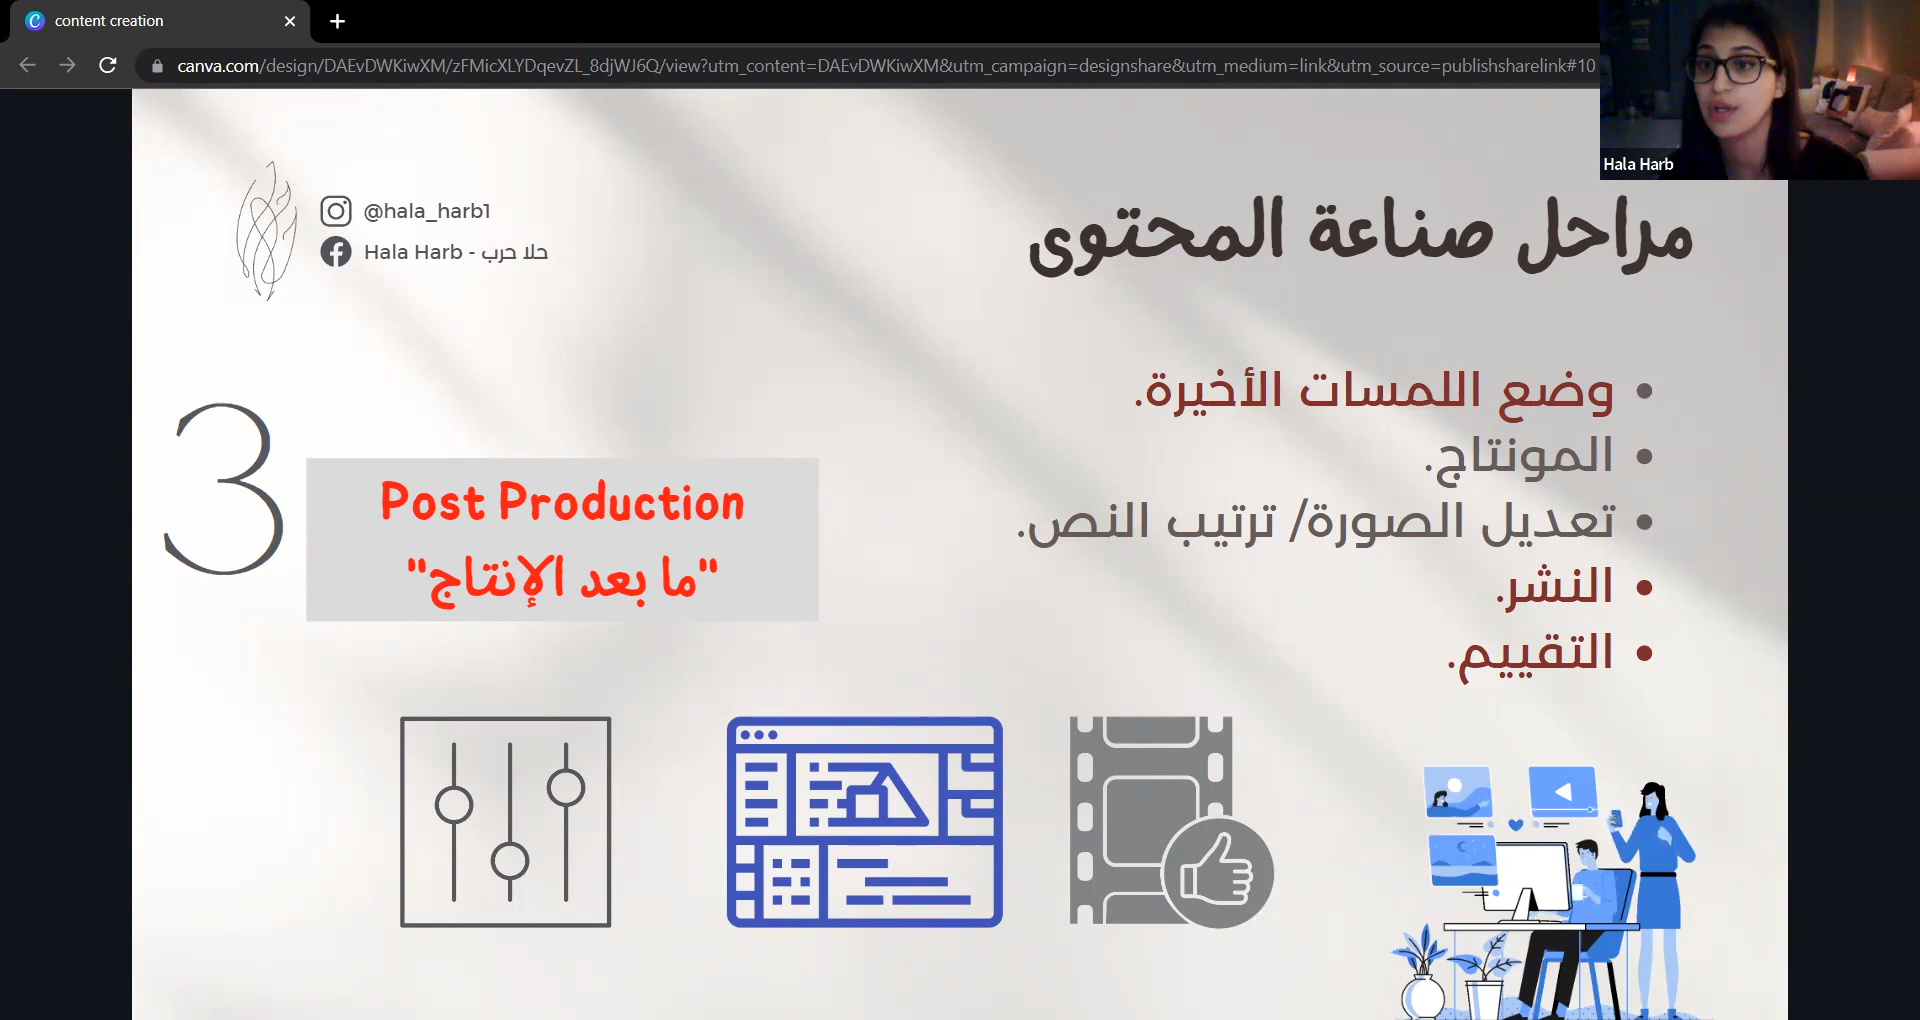 content creation
canva.com/design/DAEvDWKiwXM/zFMicXLYDqevZL_8djWJ6Q/view?utm_content=DAEvDWKiwXM&utm_campaign=designshare&utm_medium=link&utm_source=publishsharelink#10
Hala Harb
@hala_harb1
Hala Harb - حلا حرب
مراحل صناعة المحتوى
3
Post Production
"ما بعد الإنتاج"
• وضع اللمسات الأخيرة.
• المونتاج.
• تعديل الصورة/ ترتيب النص.
• النشر.
• التقييم.